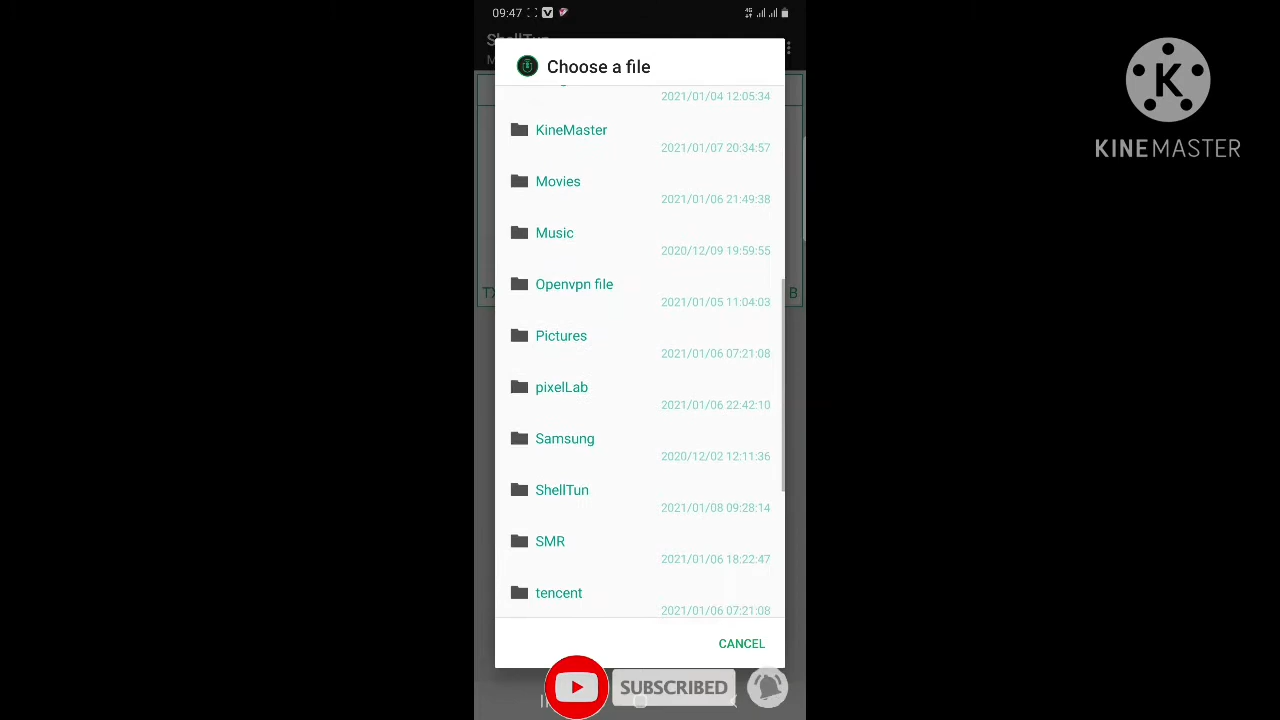 09:47
ShellTun
Choose a file
2021/01/04 12:05:34
KineMaster
2021/01/07 20:34:57
Movies
2021/01/06 21:49:38
Music
2020/12/09 19:59:55
Openvpn file
2021/01/05 11:04:03
Pictures
2021/01/06 07:21:08
pixelLab
2021/01/06 22:42:10
Samsung
2020/12/02 12:11:36
ShellTun
2021/01/08 09:28:14
SMR
2021/01/06 18:22:47
tencent
2021/01/06 07:21:08
CANCEL
SUBSCRIBED
K
KINEMASTER